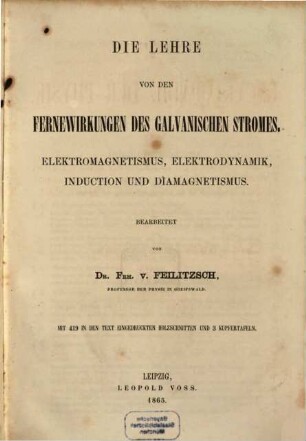 DIE LEHRE
VON DEN
FERNEWIRKUNGEN DES GALVANISCHEN STROMES,
ELEKTROMAGNETISMUS, ELEKTRODYNAMIK,
INDUCTION UND DIAMAGNETISMUS.
BEARBEITET
VON
DR. FRH. V. FEILITZSCH,
PROFESSOR DER PHYSIK IN GREIFSWALD.
MIT 419 IN DEN TEXT EINGEDRUCKTEN HOLZSCHNITTEN UND 3 KUPFERTAFELN.
LEIPZIG,
LEOPOLD VOSS.
1865.